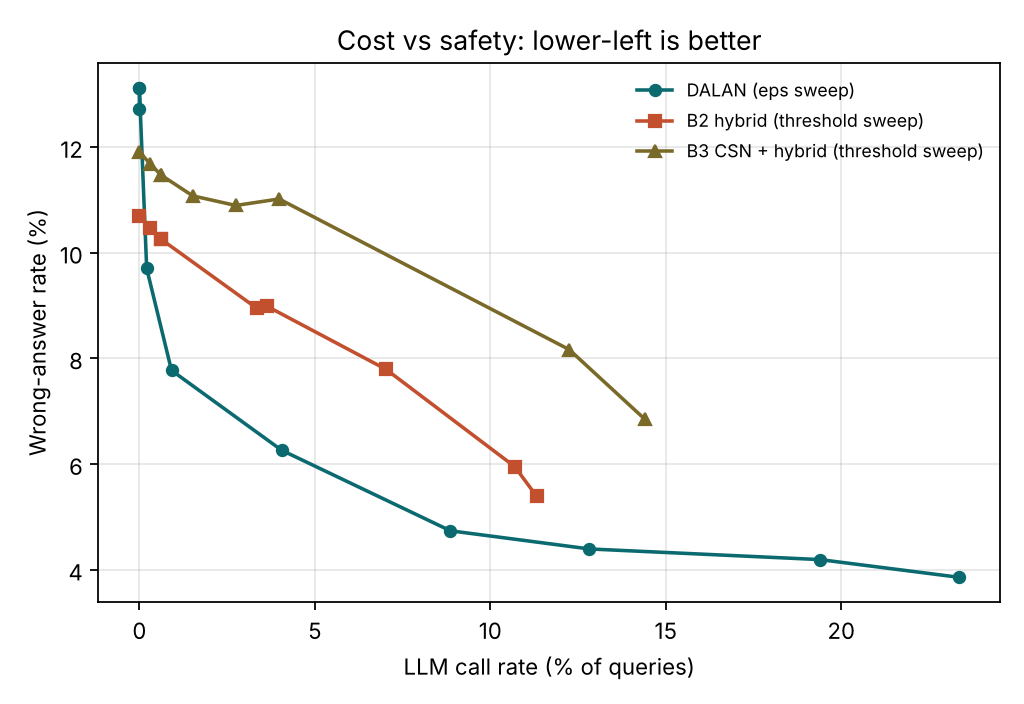 Cost vs safety: lower-left is better
DALAN (eps sweep)
B2 hybrid (threshold sweep)
B3 CSN + hybrid (threshold sweep)
Wrong-answer rate (%)
12
10
8
6
4
0 5 10 15 20
LLM call rate (% of queries)